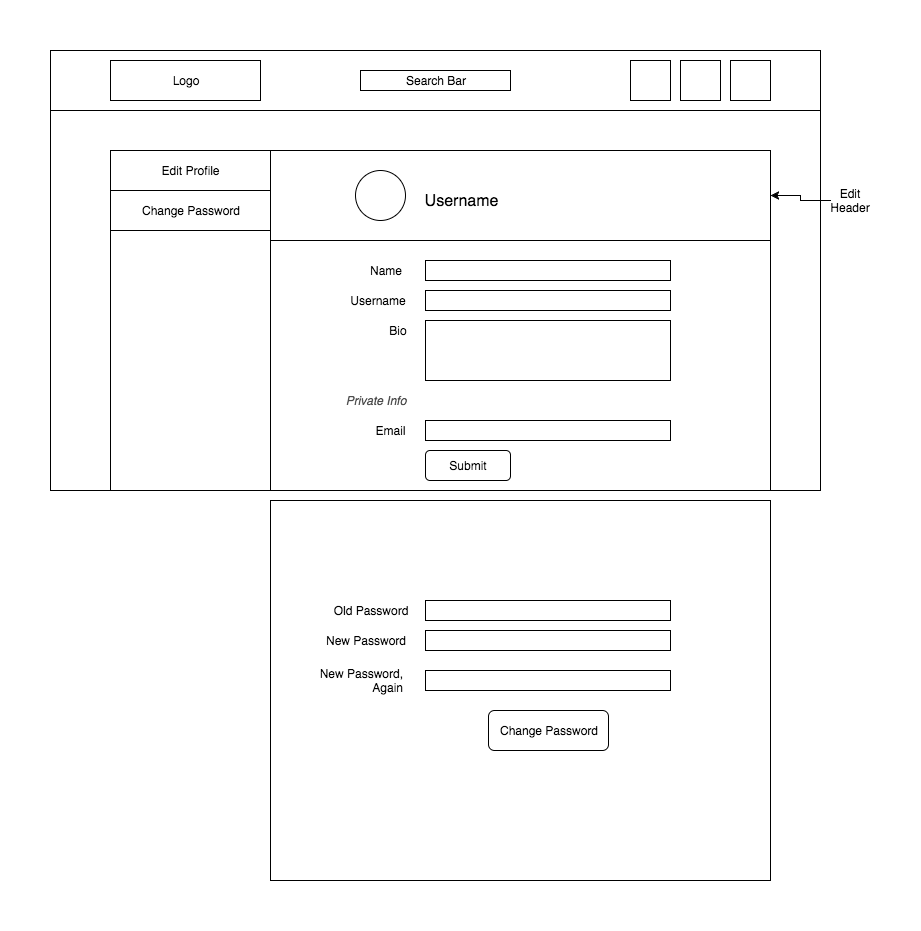 Logo
Search Bar
Edit Profile
Change Password
Username
Edit
Header
Name
Username
Bio
Private Info
Email
Submit
Old Password
New Password
New Password,
Again
Change Password